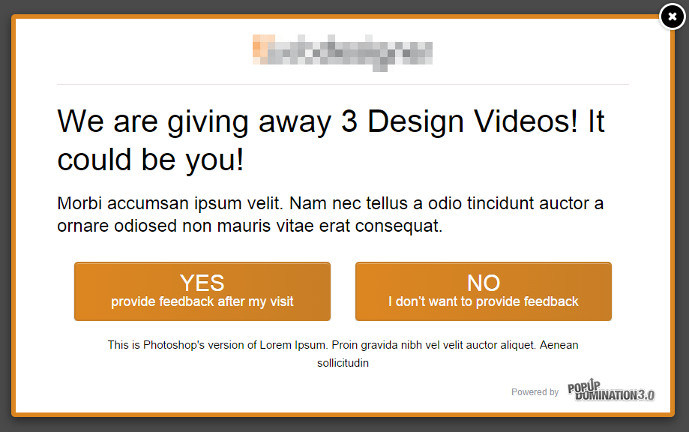 We are giving away 3 Design Videos! It
could be you!
Morbi accumsan ipsum velit. Nam nec tellus a odio tincidunt auctor a
ornare odiosed non mauris vitae erat consequat.
YES
provide feedback after my visit
NO
I don't want to provide feedback
This is Photoshop's version of Lorem Ipsum. Proin gravida nibh vel velit auctor aliquet. Aenean
sollicitudin
Powered by POPUP
DOMINATION 3.0